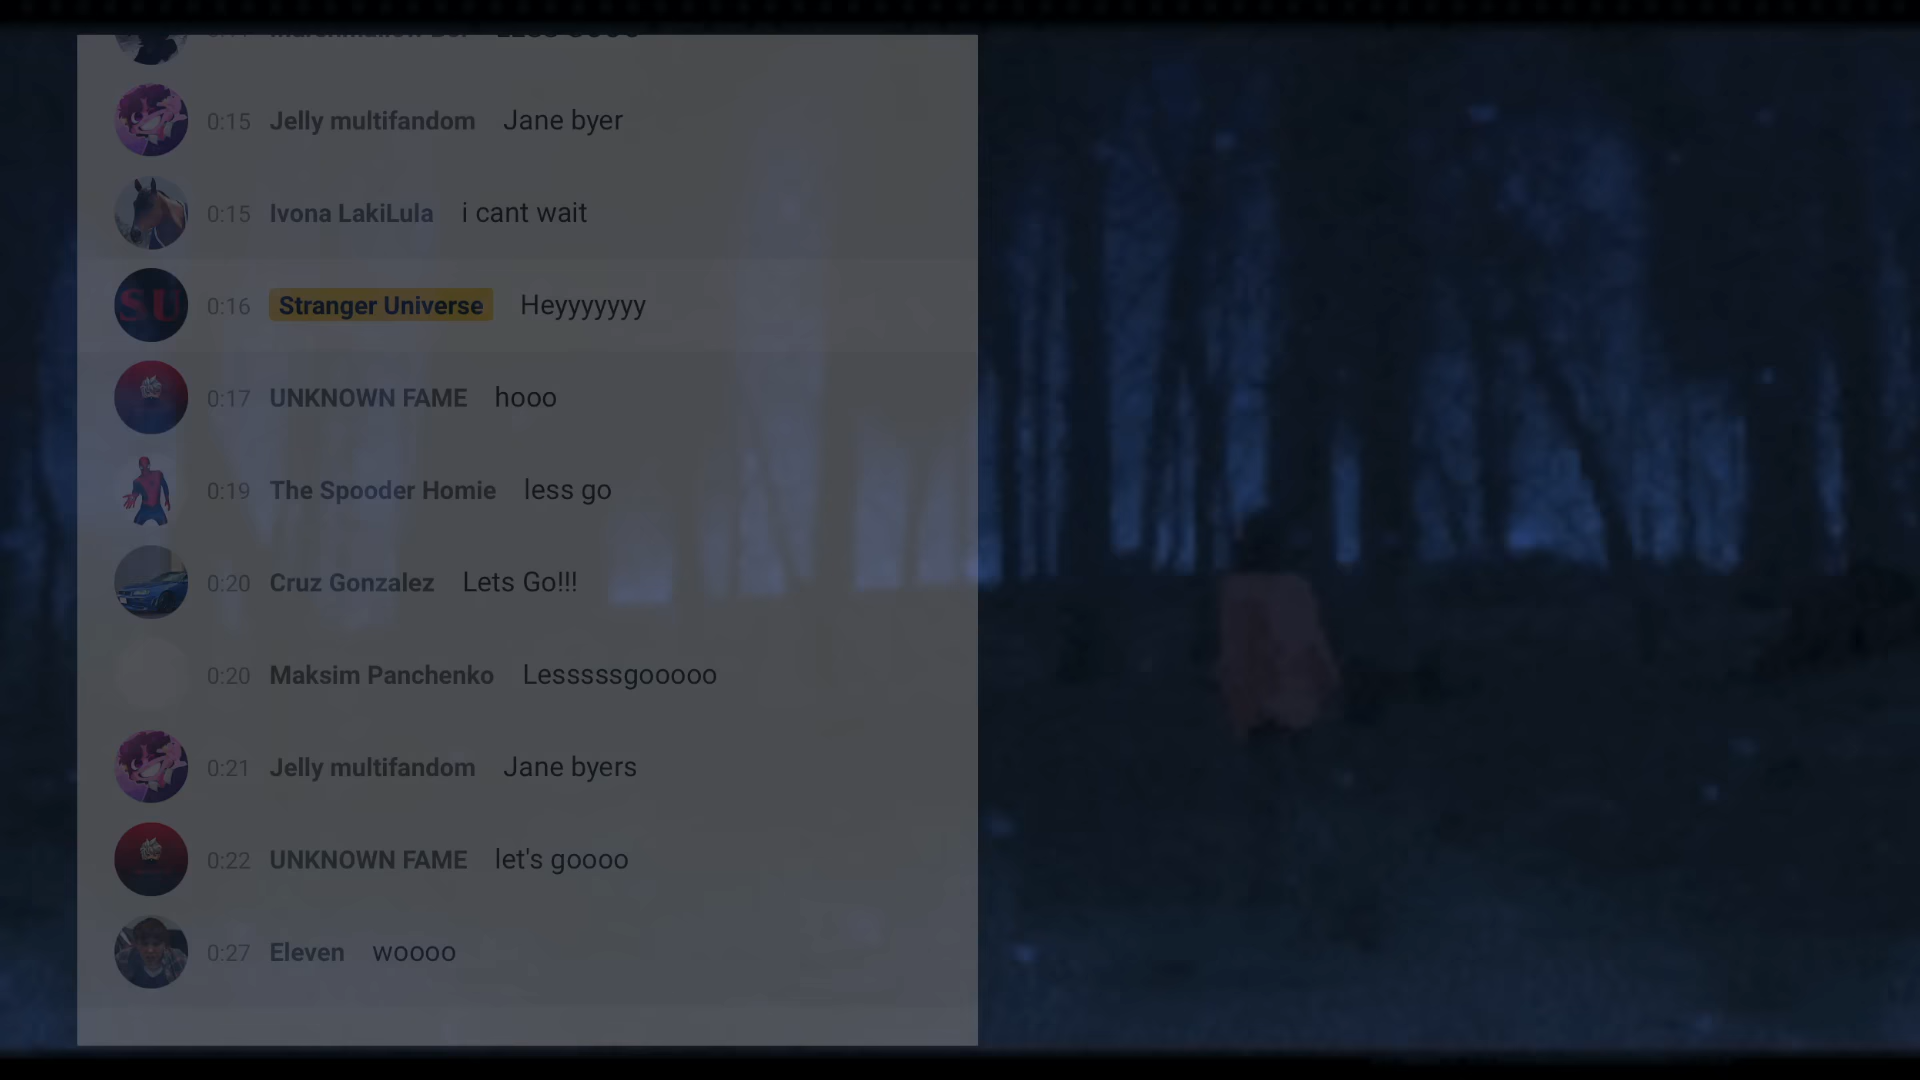 0:15 Jelly multifandom Jane byer
0:15 Ivona LakiLula i cant wait
SU
0:16 Stranger Universe Heyyyyyyy
0:17 UNKNOWN FAME hooo
0:19 The Spooder Homie less go
0:20 Cruz Gonzalez Lets Go!!!
0:20 Maksim Panchenko Lesssssgooooo
0:21 Jelly multifandom Jane byers
0:22 UNKNOWN FAME let's goooo
0:27 Eleven woooo